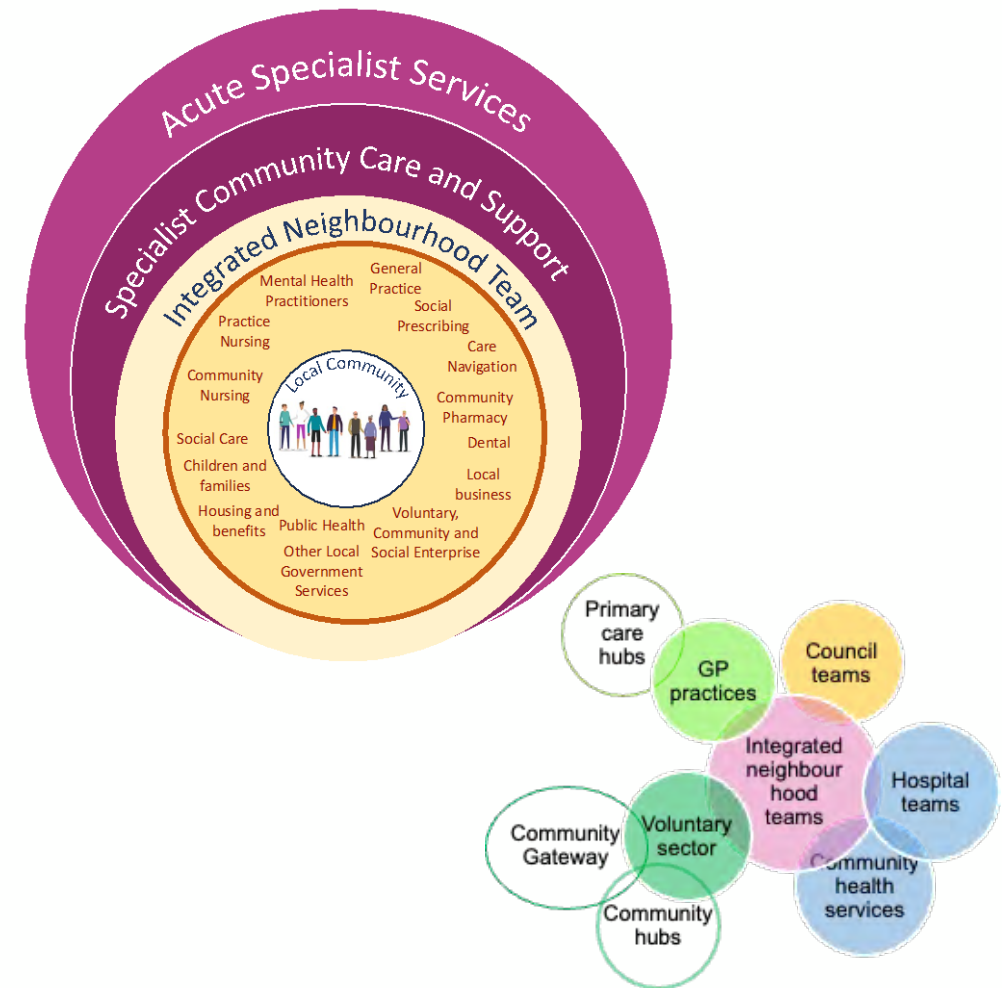 Acute Specialist Services
Specialist Community Care and Support
Integrated Neighbourhood Team
Mental Health
Practitioners
General
Practice
Social
Prescribing
Practice
Nursing
Care
Navigation
Community
Nursing
Local Community
Community
Pharmacy
Social Care
Dental
Children and
families
Local
business
Housing and
benefits
Public Health
Voluntary,
Community and
Social Enterprise
Other Local
Government
Services
Primary
care
hubs
GP
practices
Council
teams
Integrated
neighbour
hood
teams
Hospital
teams
Community
Gateway
Voluntary
sector
Community
health
services
Community
hubs